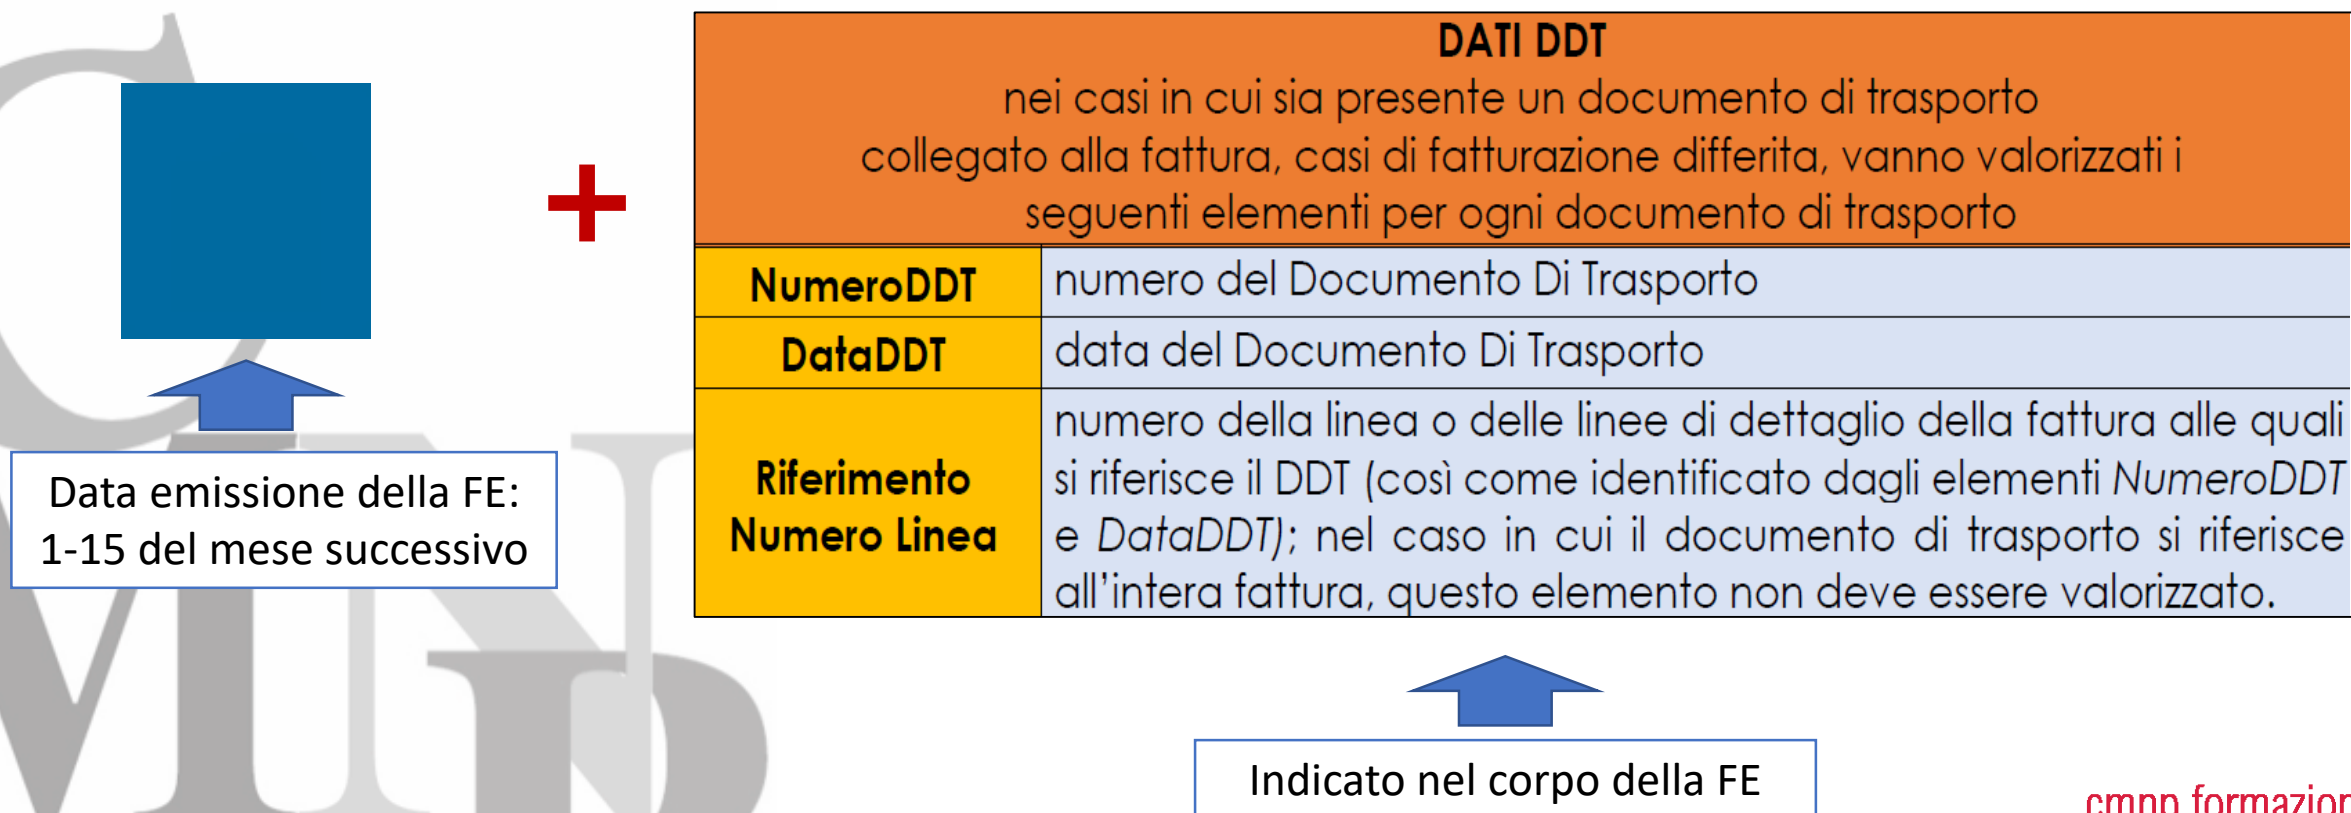 DATI DDT
nei casi in cui sia presente un documento di trasporto
collegato alla fattura, casi di fatturazione differita, vanno valorizzati i
seguenti elementi per ogni documento di trasporto
NumeroDDT
numero del Documento Di Trasporto
DataDDT
data del Documento Di Trasporto
Riferimento
Numero Linea
numero della linea o delle linee di dettaglio della fattura alle quali
si riferisce il DDT (così come identificato dagli elementi NumeroDDT
e DataDDT); nel caso in cui il documento di trasporto si riferisce
all'intera fattura, questo elemento non deve essere valorizzato.
+
Data emissione della FE:
1-15 del mese successivo
Indicato nel corpo della FE